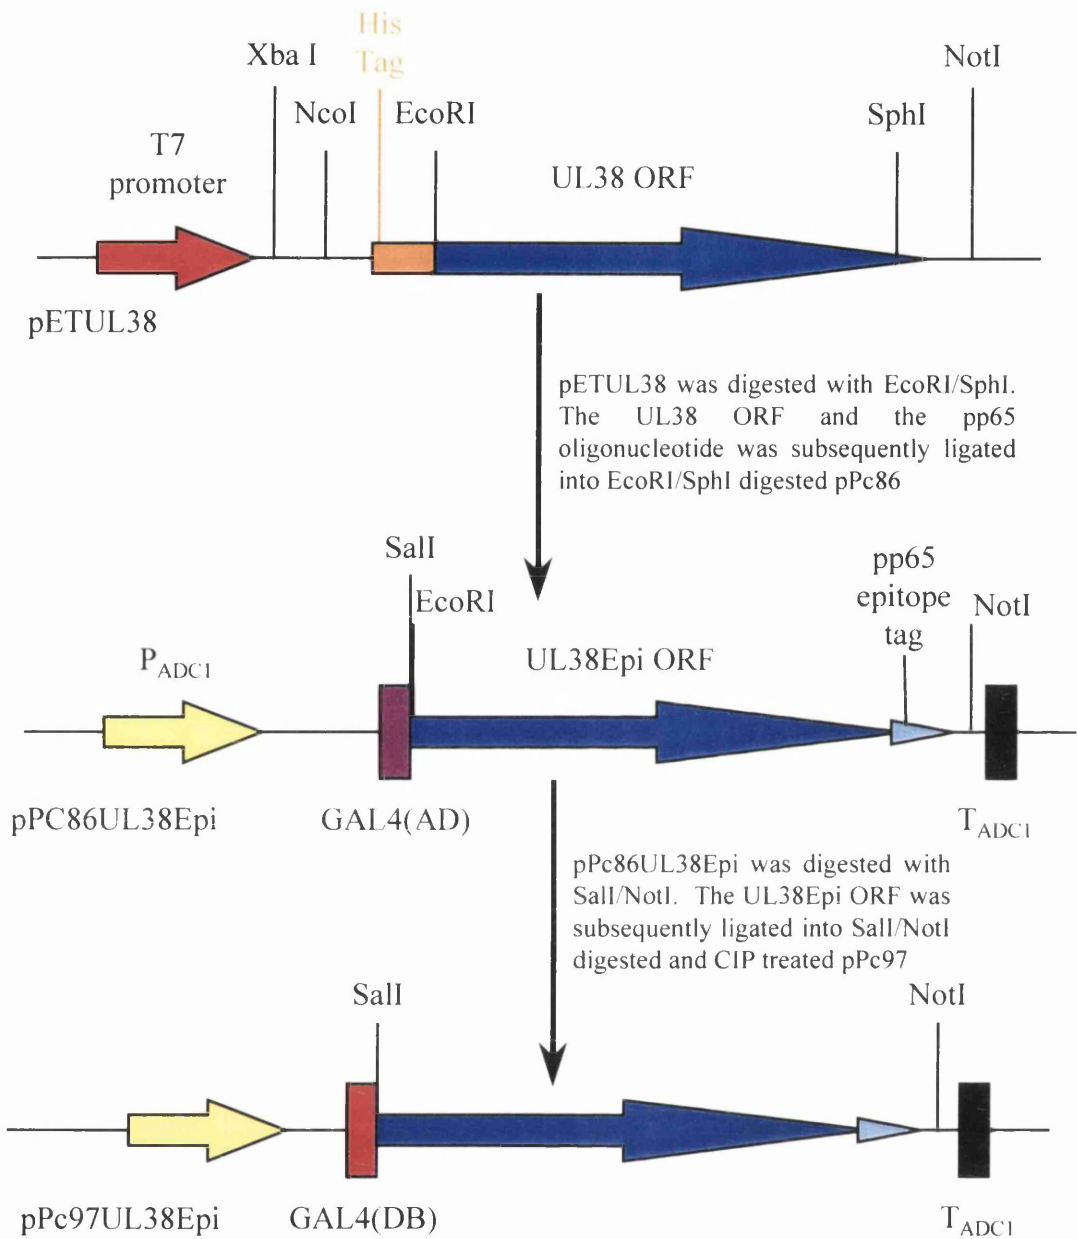 His
Tag
Xba I
NotI
NcoI
EcoRI
SphI
T7
promoter
UL38 ORF
pETUL38
pETUL38 was digested with EcoRI/SphI.
The UL38 ORF and the pp65
oligonucleotide was subsequently ligated
into EcoRI/SphI digested pPc86
SalI
EcoRI
pp65
epitope
tag
NotI
PADC1
UL38Epi ORF
pPC86UL38Epi
GAL4(AD)
TADC1
pPc86UL38Epi was digested with
SalI/NotI. The UL38Epi ORF was
subsequently ligated into SalI/NotI
digested and CIP treated pPc97
SalI
NotI
pPc97UL38Epi
GAL4(DB)
TADC1